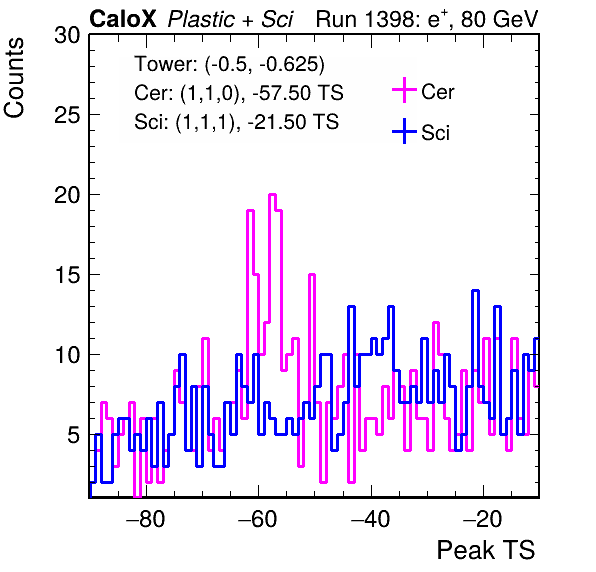 CaloX Plastic + Sci Run 1398: e+, 80 GeV
Counts
30
25
20
15
10
5
Tower: (-0.5, -0.625)
Cer: (1,1,0), -57.50 TS
Sci: (1,1,1), -21.50 TS
Cer
Sci
−80 −60 −40 −20
Peak TS